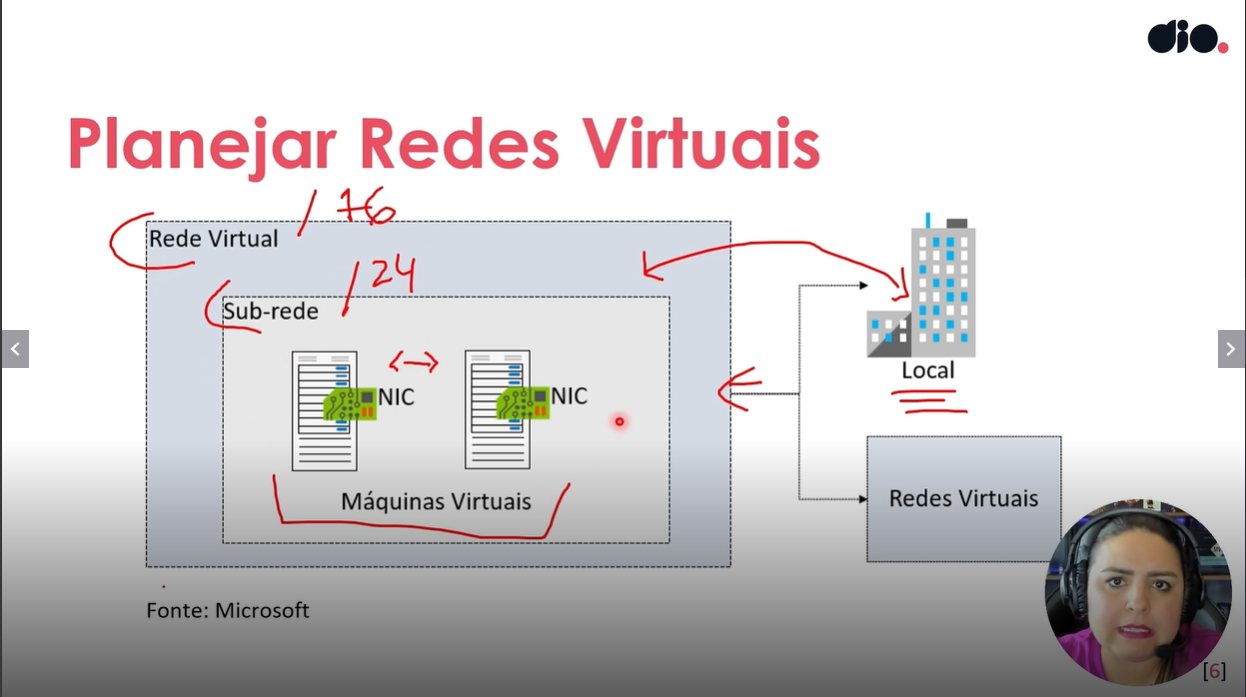 dio.
Planejar Redes Virtuais
/16
Rede Virtual
/24
Sub-rede
NIC
NIC
Máquinas Virtuais
Local
Redes Virtuais
Fonte: Microsoft
[6]